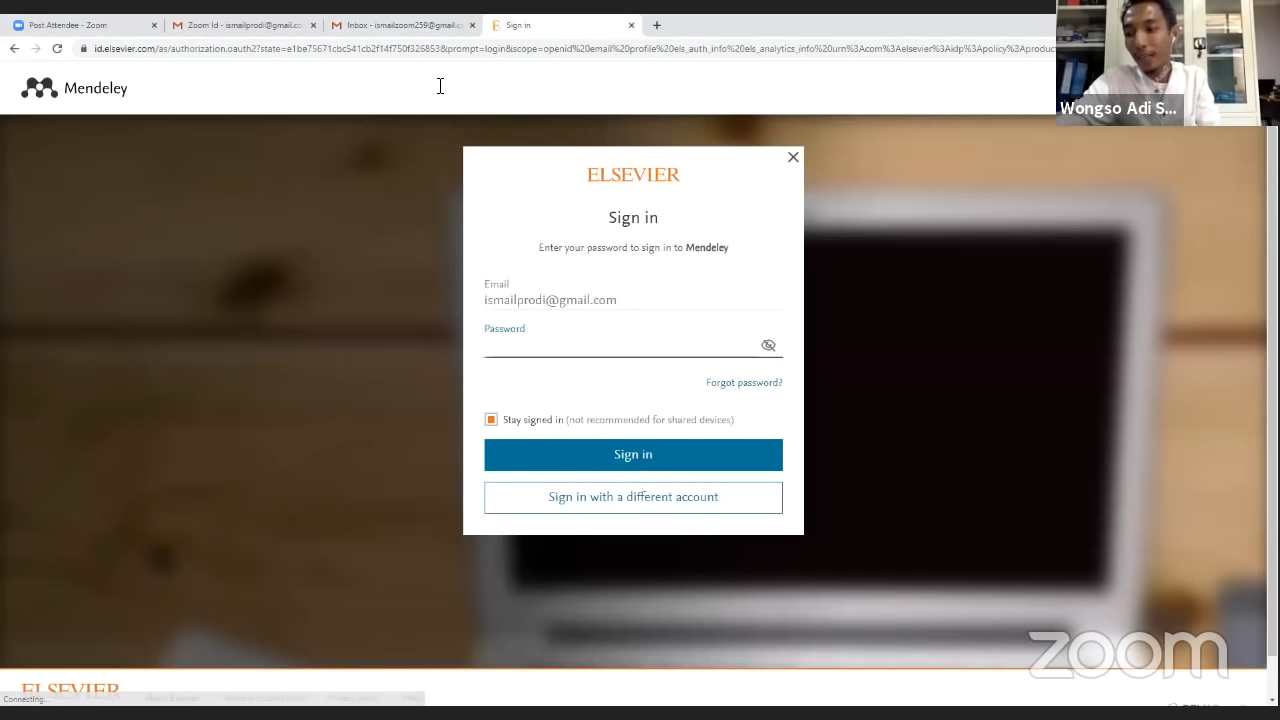 Post Attendee - Zoom
Zoom Id - ismailprodi@gmail.co
Inbox - ismailzoom259@gmail.co
Sign in
Mendeley
Wongso Adi S...
ELSEVIER
Sign in
Enter your password to sign in to Mendeley
Email
ismailprodi@gmail.com
Password
Forgot password?
Stay signed in (not recommended for shared devices)
Sign in
Sign in with a different account
zoom
ELSEVIER
Connecting...